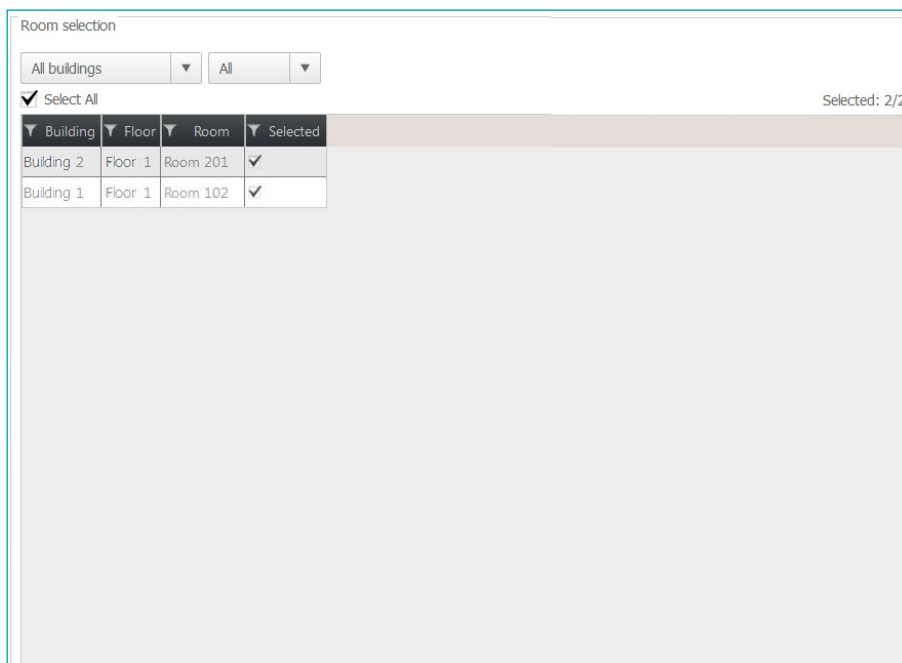 Room selection
All buildings All
Select All Selected: 2/2
Building Floor Room Selected
Building 2 Floor 1 Room 201
Building 1 Floor 1 Room 102